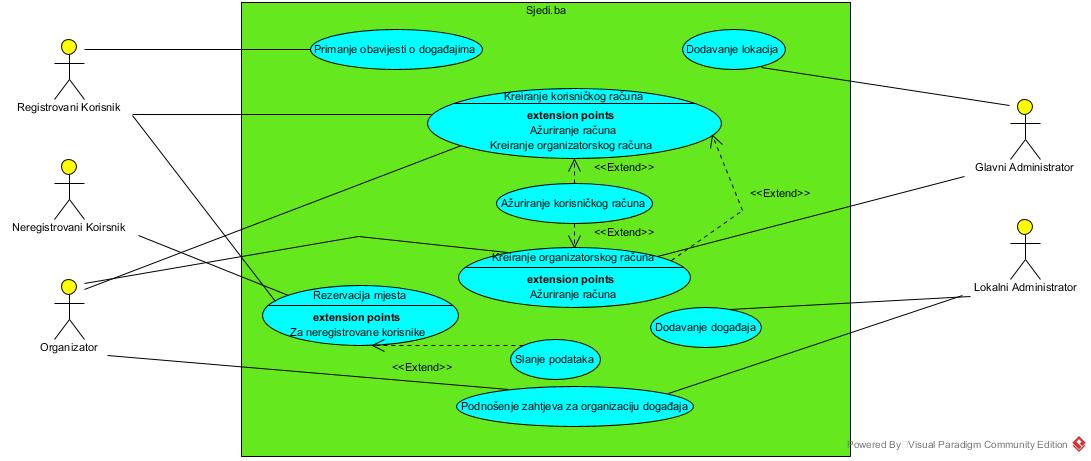 Sjedi.ba
Primanje obavijesti o događajima
Dodavanje lokacija
Registrovani Korisnik
Kreiranje korisničkog računa
extension points
Ažuriranje računa
Kreiranje organizatorskog računa
<<Extend>>
Glavni Administrator
<<Extend>>
Ažuriranje korisničkog računa
Neregistrovani Koirsnik
<<Extend>>
Kreiranje organizatorskog računa
extension points
Ažuriranje računa
Lokalni Administrator
Rezervacija mjesta
extension points
Za neregistrovane korisnike
Dodavanje događaja
Organizator
Slanje podataka
<<Extend>>
Podnošenje zahtjeva za organizaciju događaja
Powered By Visual Paradigm Community Edition